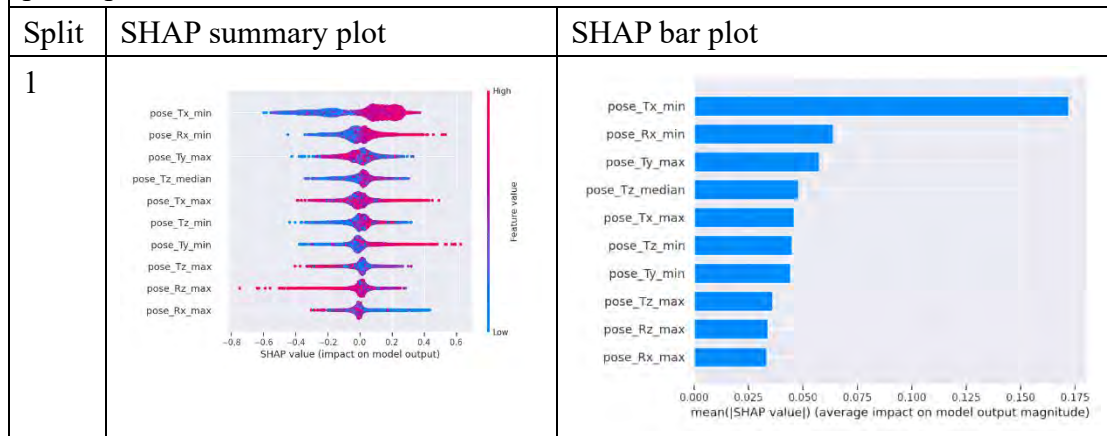 Split SHAP summary plot SHAP bar plot
1
High
pose_Tx_min
pose_Rx_min
pose_Ty_max
pose_Tz_median
pose_Tx_max
pose_Tz_min
pose_Ty_min
pose_Tz_max
pose_Rz_max
pose_Rx_max
Feature value
Low
-0.8 -0.6 -0.4 -0.2 0.0 0.2 0.4 0.6
SHAP value (impact on model output)
pose_Tx_min
pose_Rx_min
pose_Ty_max
pose_Tz_median
pose_Tx_max
pose_Tz_min
pose_Ty_min
pose_Tz_max
pose_Rz_max
pose_Rx_max
0.000 0.025 0.050 0.075 0.100 0.125 0.150 0.175
mean(|SHAP value|) (average impact on model output magnitude)